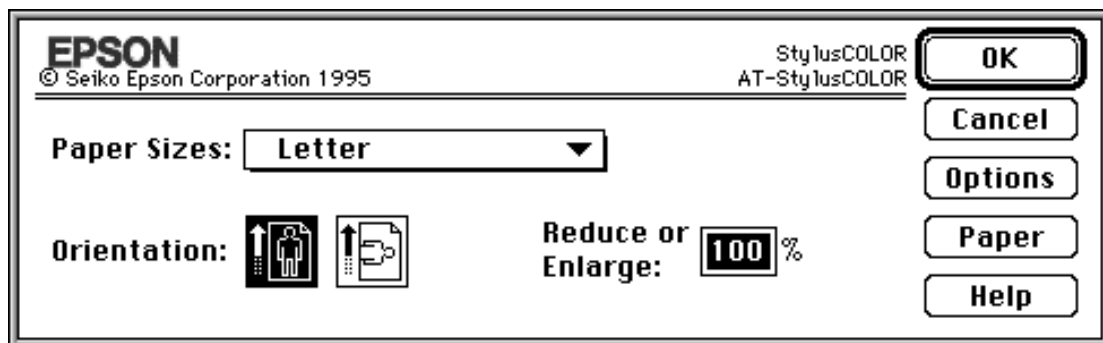 EPSON
© Seiko Epson Corporation 1995
StylusCOLOR
AT-StylusCOLOR
OK
Cancel
Paper Sizes: Letter
Options
Orientation:
Reduce or
Enlarge: 100 %
Paper
Help